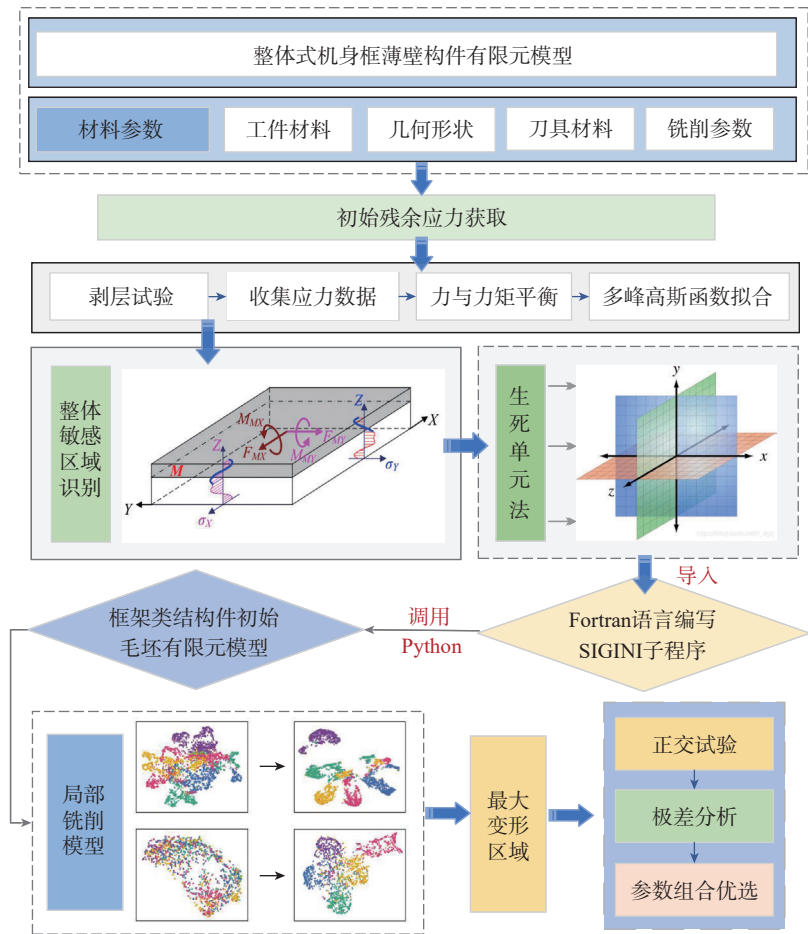 整体式机身框薄壁构件有限元模型
材料参数
工件材料
几何形状
刀具材料
铣削参数
初始残余应力获取
剥层试验
收集应力数据
力与力矩平衡
多峰高斯函数拟合
整体
敏感
区域
识别
Z
M_MX
F_MX
M
σ_X
Y
F_MY
M_MY
Z
X
σ_Y
生
死
单
元
法
y
x
z
导入
框架类结构件初始
毛坯有限元模型
调用
Python
Fortran语言编写
SIGINI子程序
局部
铣削
模型
最大
变形
区域
正交试验
极差分析
参数组合优选